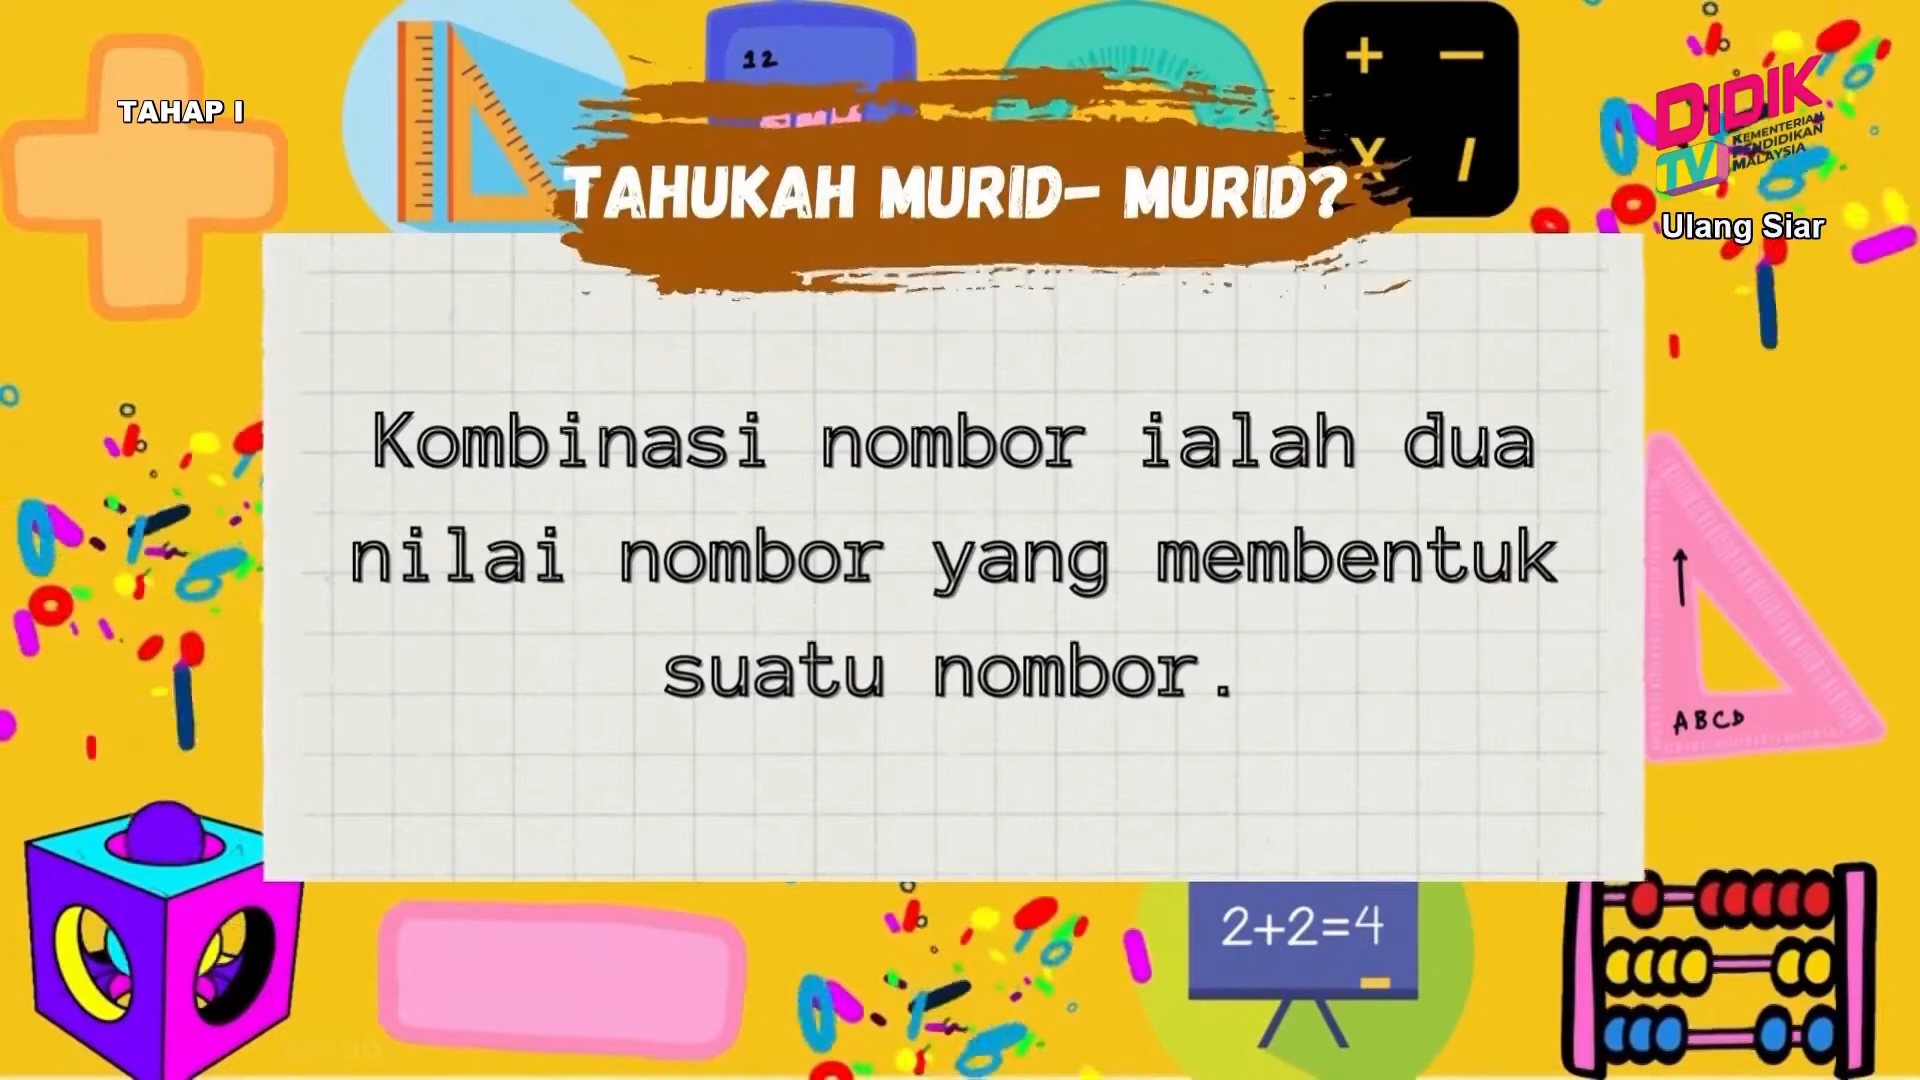 TAHAP I
12
+ −
X /
DIDIK
TV
KEMENTERIAN
PENDIDIKAN
MALAYSIA
Ulang Siar
TAHUKAH MURID- MURID?
Kombinasi nombor ialah dua
nilai nombor yang membentuk
suatu nombor.
ABCD
2+2=4